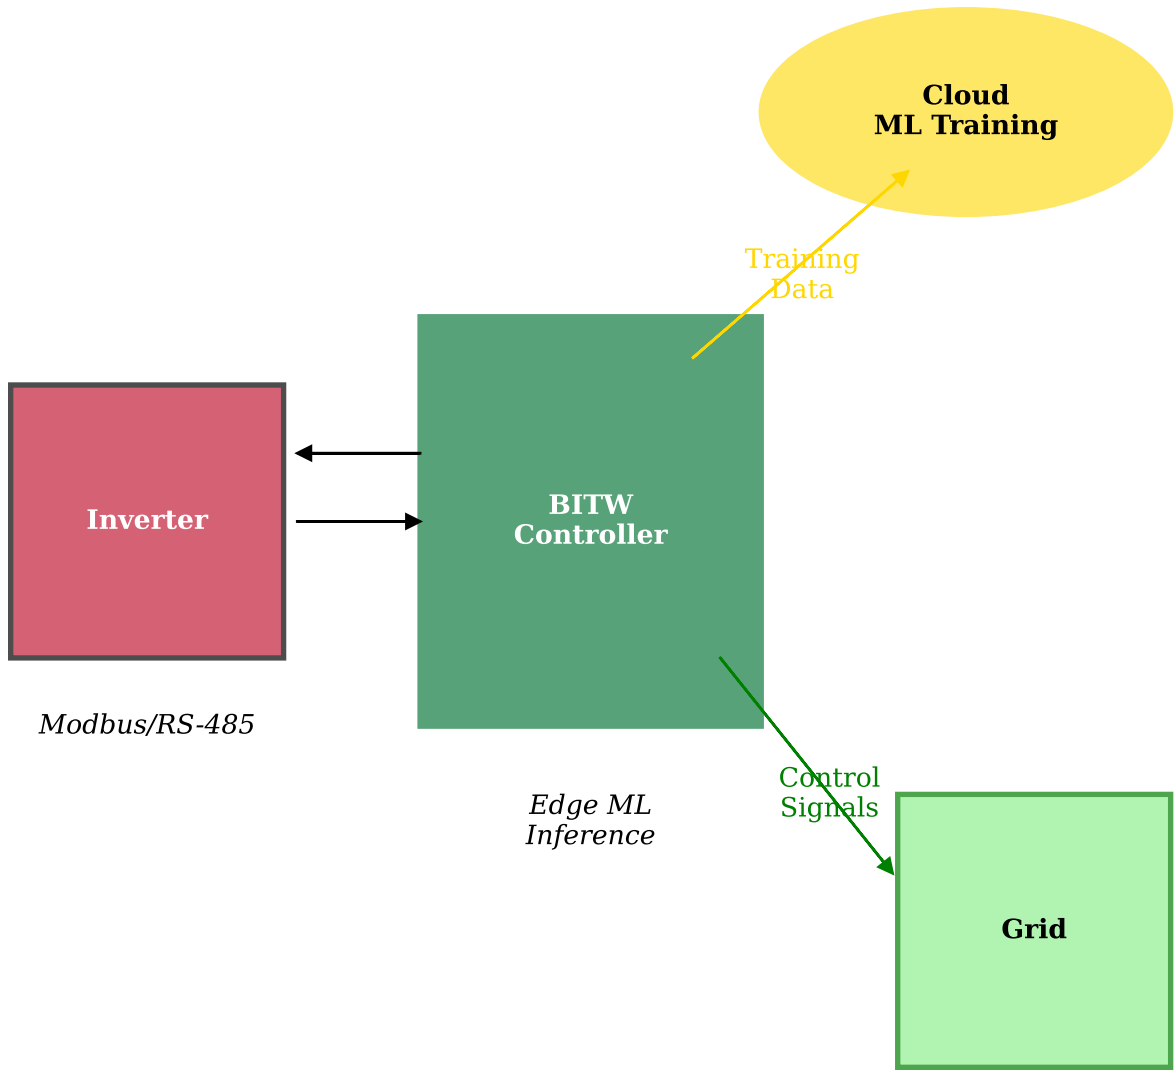 Cloud
ML Training
Training
Data
Inverter
BITW
Controller
Modbus/RS-485
Edge ML
Inference
Control
Signals
Grid